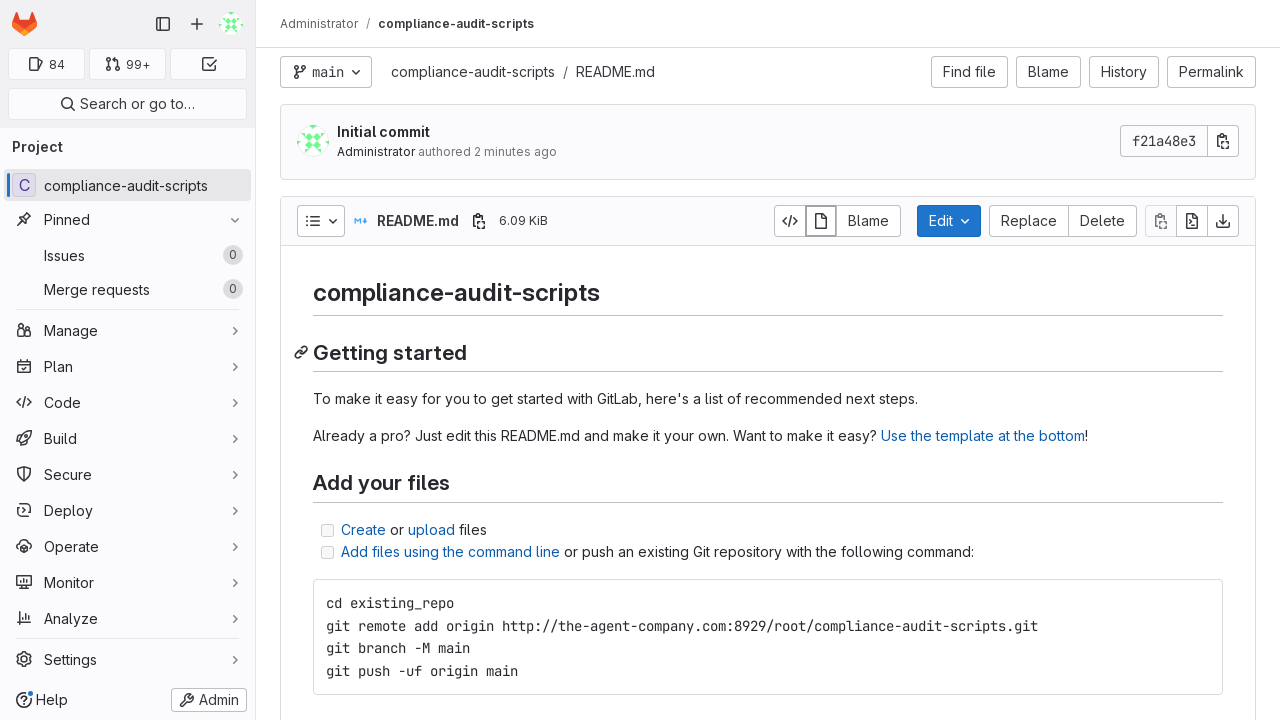 84
99+
Search or go to…
Project
C compliance-audit-scripts
Pinned
Issues 0
Merge requests 0
Manage
Plan
Code
Build
Secure
Deploy
Operate
Monitor
Analyze
Settings
Help
Admin
Administrator / compliance-audit-scripts
main
compliance-audit-scripts / README.md
Find file
Blame
History
Permalink
Initial commit
Administrator authored 2 minutes ago
f21a48e3
README.md
6.09 KiB
Blame
Edit
Replace
Delete
compliance-audit-scripts
Getting started
To make it easy for you to get started with GitLab, here's a list of recommended next steps.
Already a pro? Just edit this README.md and make it your own. Want to make it easy? Use the template at the bottom!
Add your files
Create or upload files
Add files using the command line or push an existing Git repository with the following command:
cd existing_repo
git remote add origin http://the-agent-company.com:8929/root/compliance-audit-scripts.git
git branch -M main
git push -uf origin main